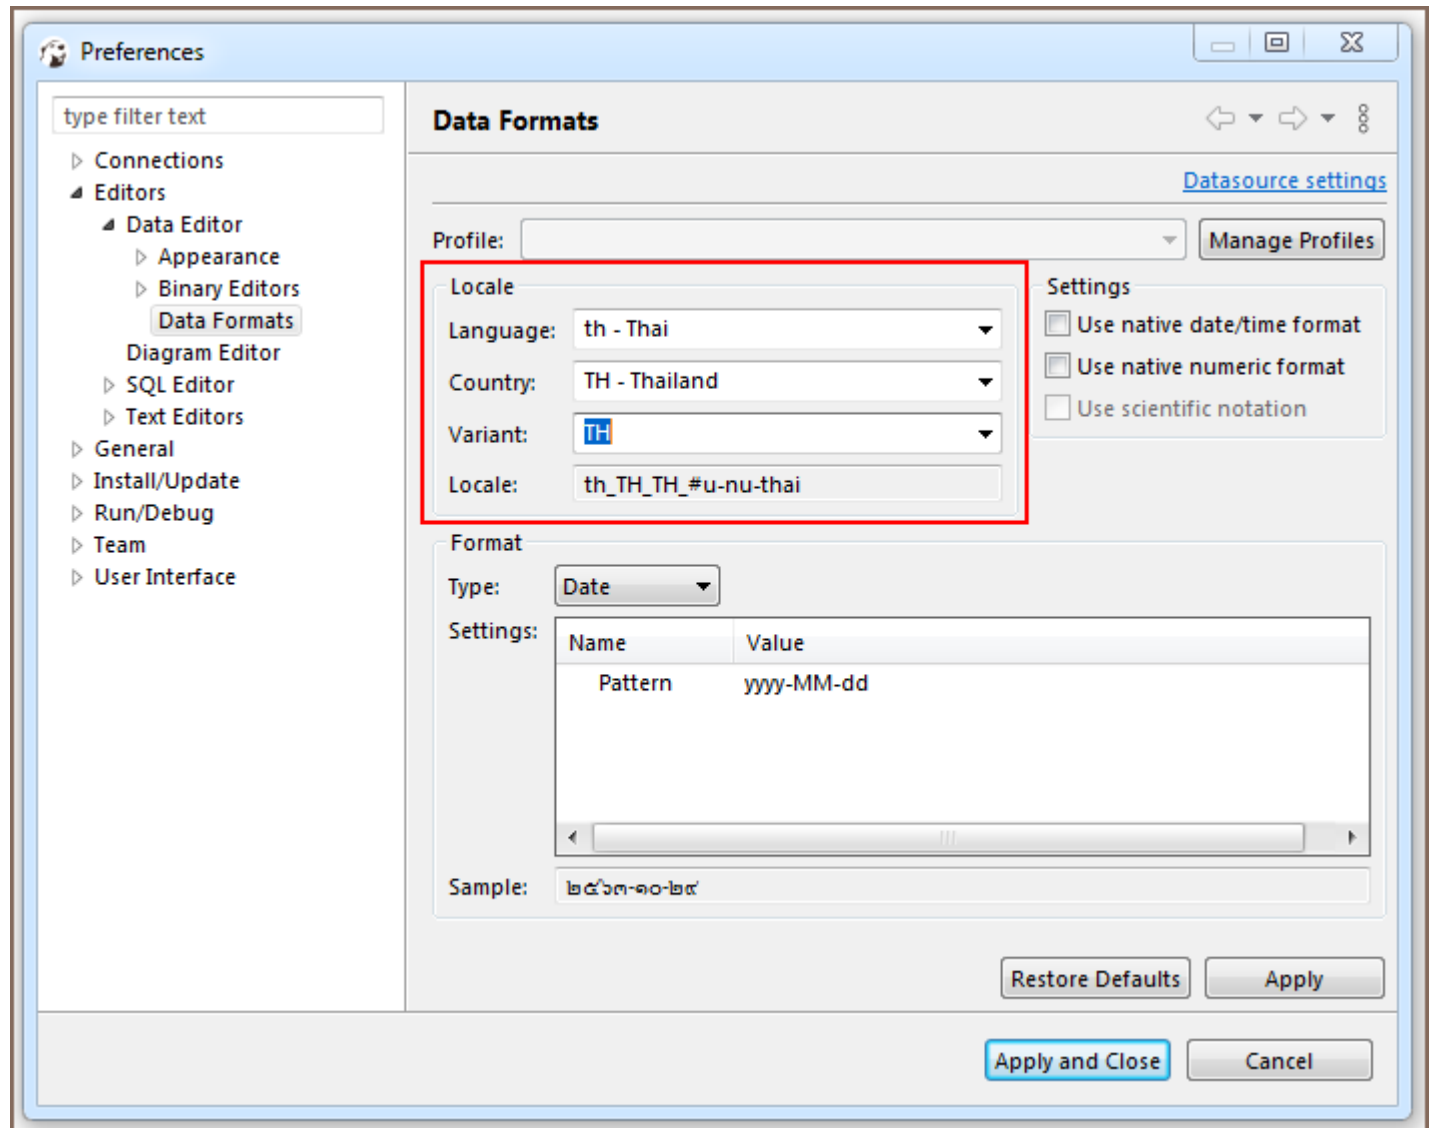 Preferences
type filter text
Connections
Editors
Data Editor
Appearance
Binary Editors
Data Formats
Diagram Editor
SQL Editor
Text Editors
General
Install/Update
Run/Debug
Team
User Interface
Data Formats
Datasource settings
Profile:
Manage Profiles
Locale
Language: th - Thai
Country: TH - Thailand
Variant: TH
Locale: th_TH_TH_#u-nu-thai
Settings
Use native date/time format
Use native numeric format
Use scientific notation
Format
Type: Date
Settings:
Name Value
Pattern yyyy-MM-dd
Sample: ๒๕๖๓-๑๐-๒๙
Restore Defaults Apply
Apply and Close Cancel